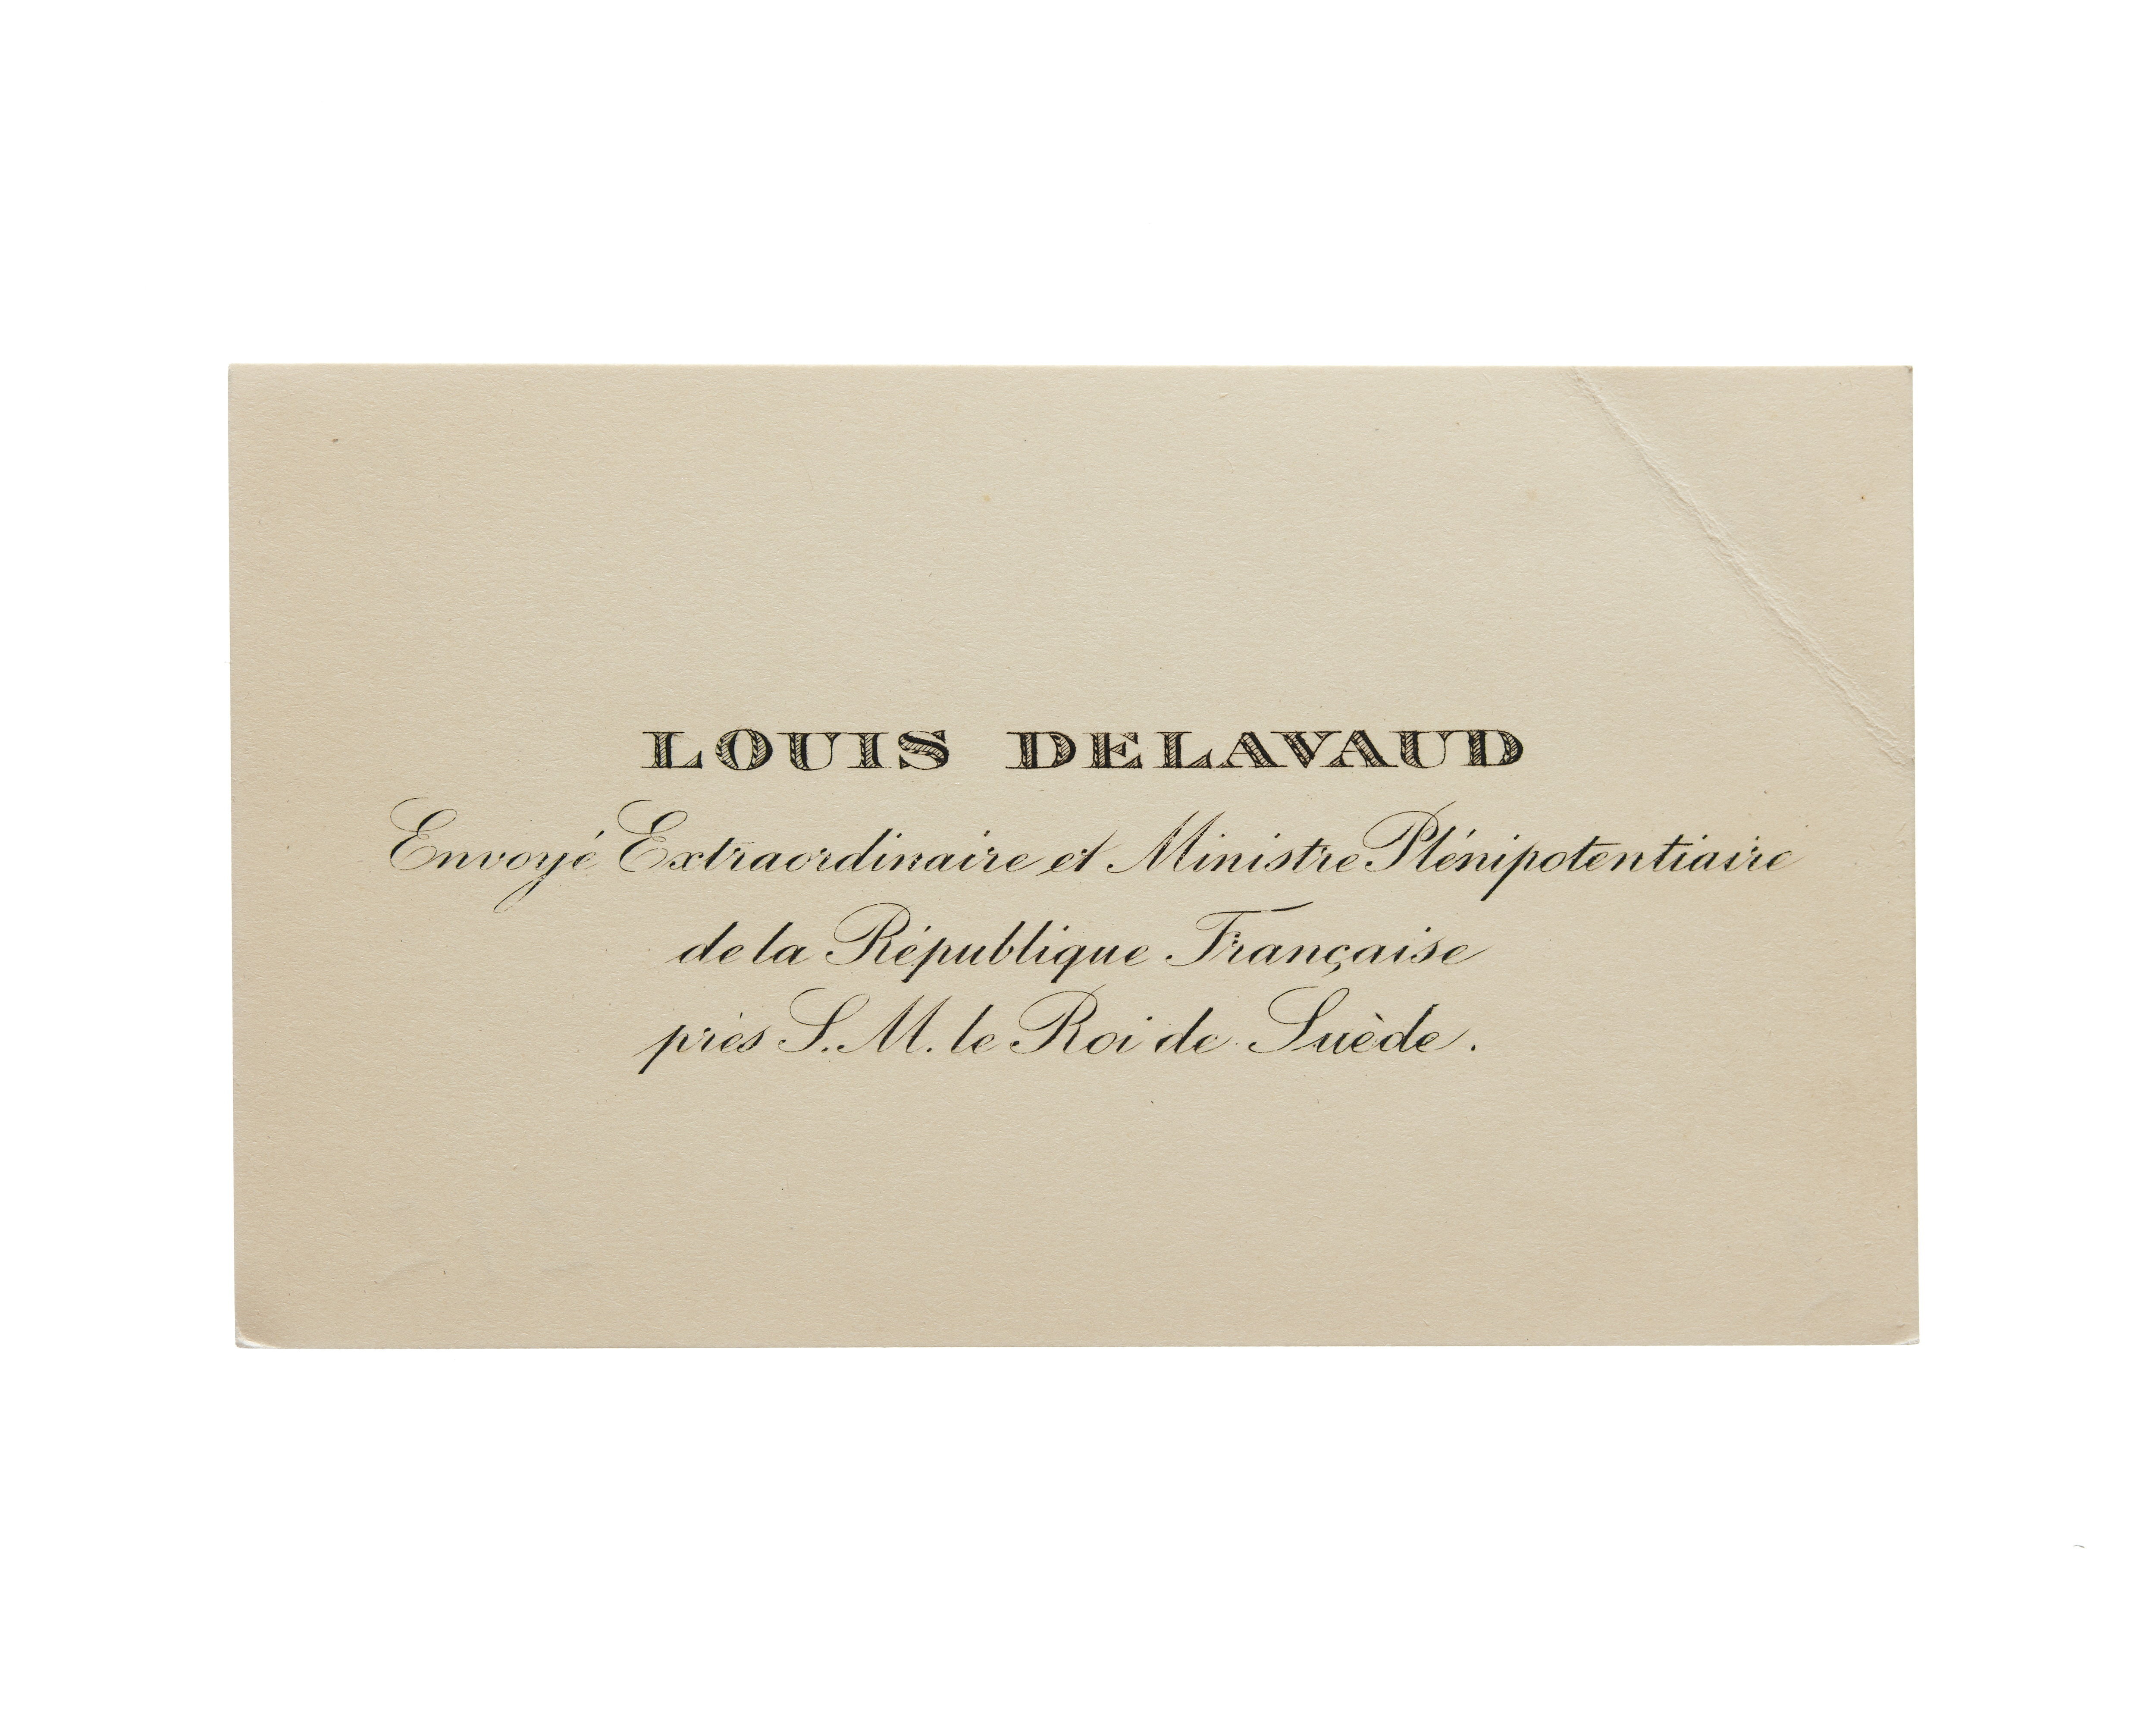 LOUIS DELAVAUD
Envoyé Extraordinaire et Ministre Plénipotentiaire
de la République Française
près S. M. le Roi de Suède.